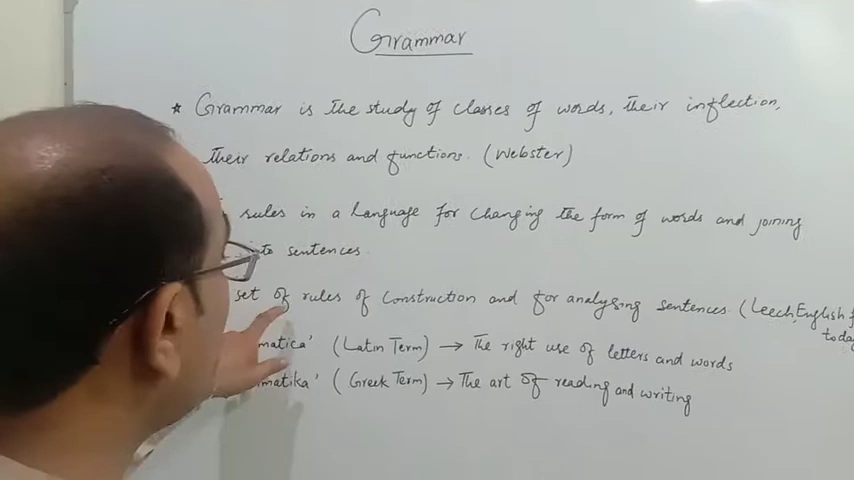 Grammar
* Grammar is the study of classes of words, their inflection,
their relations and functions. (Webster)
rules in a language for changing the form of words and joining
to sentences.
set of rules of construction and for analysing sentences (Leech, English
today
matica' (Latin Term) → The right use of letters and words
matika' (Greek Term) → The art of reading and writing